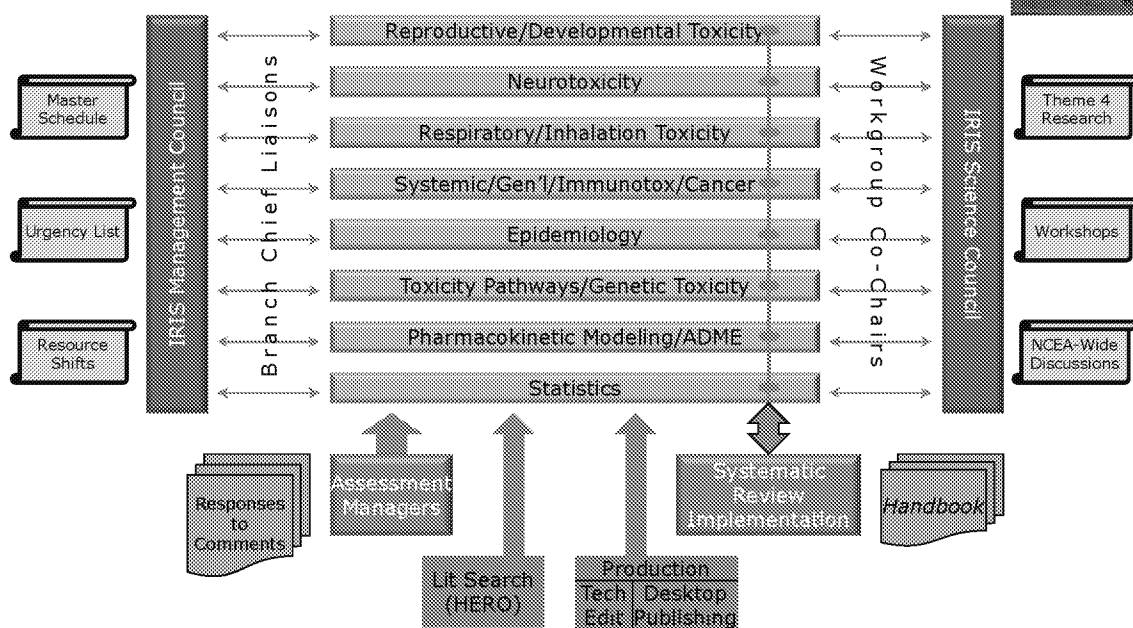 Reproductive/Developmental Toxicity
Neurotoxicity
Respiratory/Inhalation Toxicity
Systemic/Gen'l/Immunotox/Cancer
Epidemiology
Toxicity Pathways/Genetic Toxicity
Pharmacokinetic Modeling/ADME
Statistics
Master
Schedule
Urgency List
Resource
Shifts
IRIS Management Council
Branch Chief Liaisons
Workgroup Co-Chairs
IRIS Science Council
Theme 4
Research
Workshops
NCEA-Wide
Discussions
Responses
to
Comments
Assessment
Managers
Systematic
Review
Implementation
Handbook
Lit Search
(HERO)
Production
Tech
Edit
Desktop
Publishing